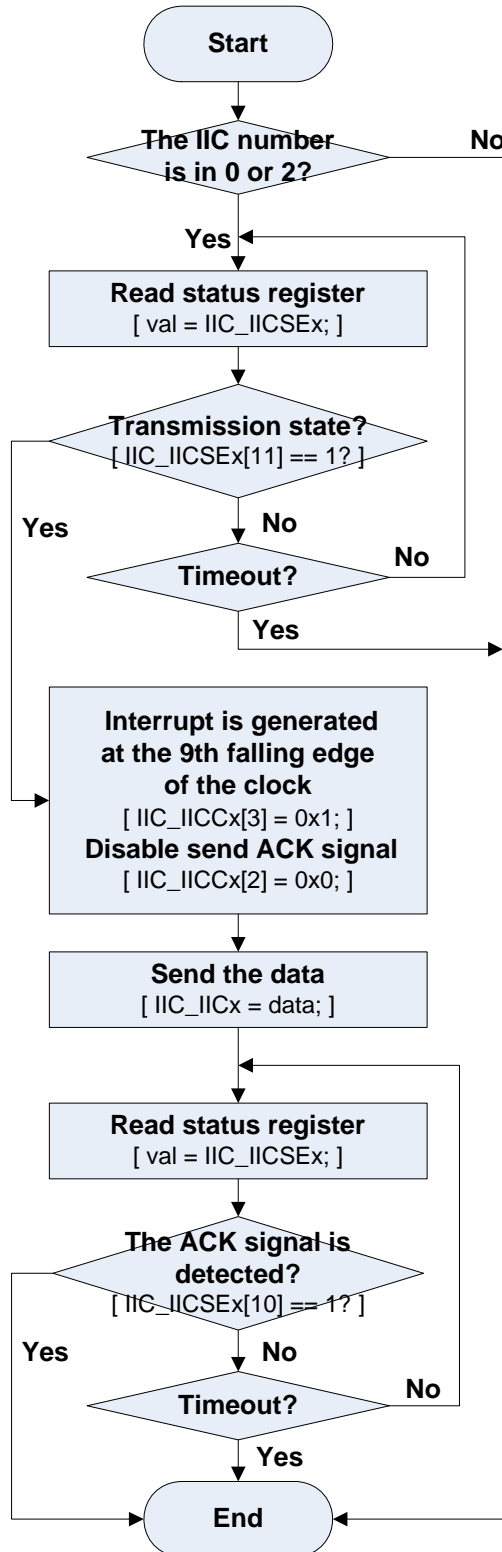 Start
The IIC number
is in 0 or 2?
No
Yes
Read status register
[ val = IIC_IICSEx; ]
Transmission state?
[ IIC_IICSEx[11] == 1? ]
Yes
No
Timeout?
No
Yes
Interrupt is generated
at the 9th falling edge
of the clock
[ IIC_IICCx[3] = 0x1; ]
Disable send ACK signal
[ IIC_IICCx[2] = 0x0; ]
Send the data
[ IIC_IICx = data; ]
Read status register
[ val = IIC_IICSEx; ]
The ACK signal is
detected?
[ IIC_IICSEx[10] == 1? ]
Yes
No
Timeout?
No
Yes
End